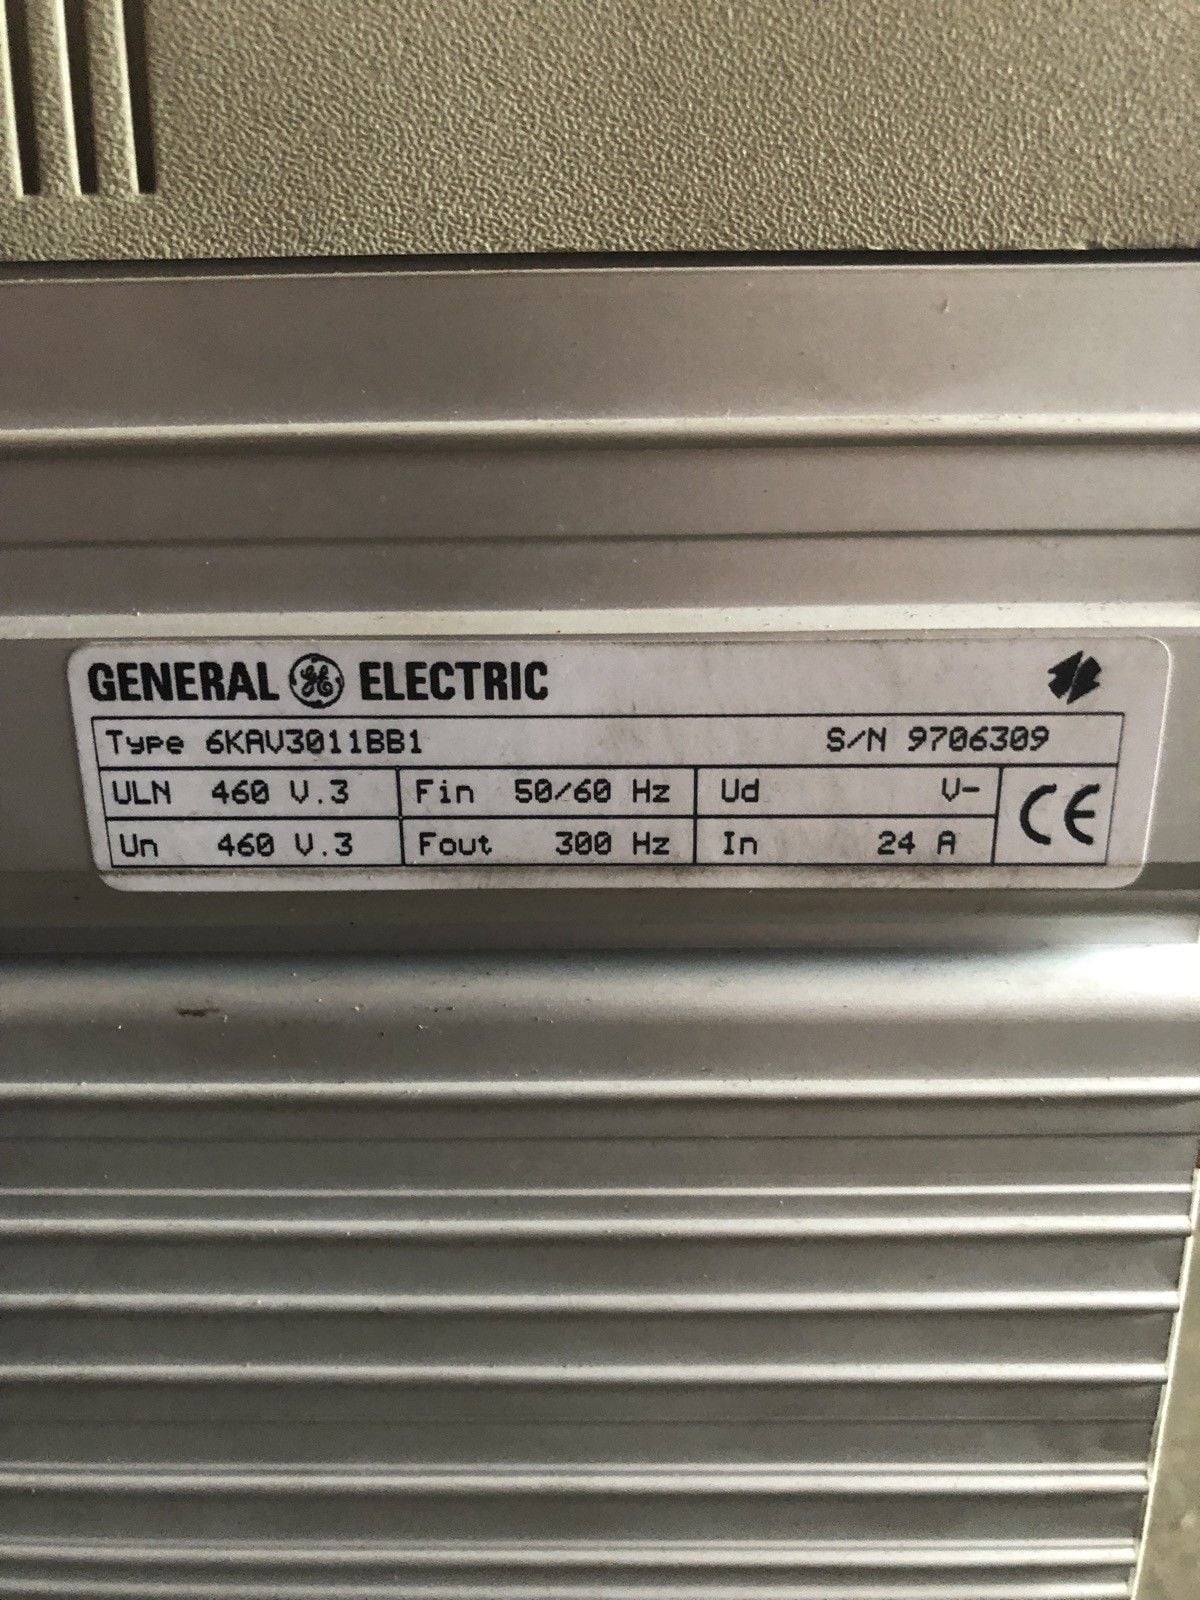 GENERAL GE ELECTRIC
Type 6KAV3011BB1 S/N 9706309
ULN 460 V.3 Fin 50/60 Hz Ud V-
Un 460 V.3 Fout 300 Hz In 24 A
CE